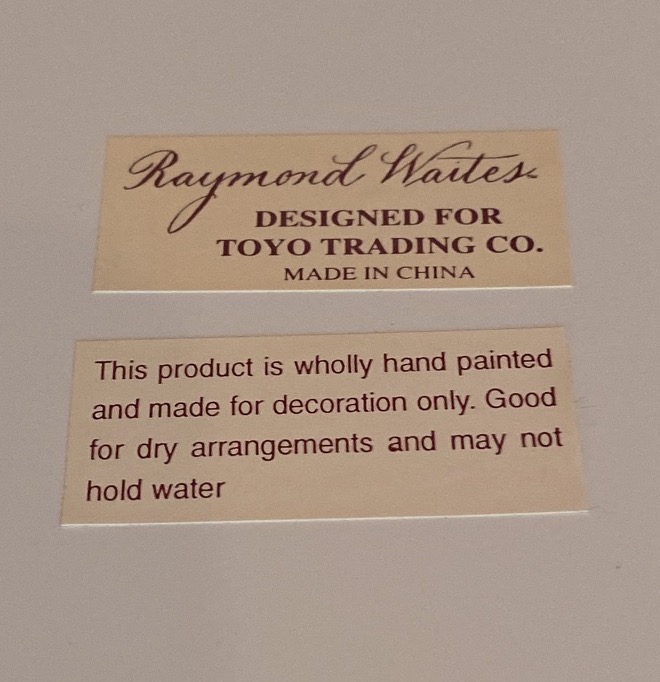 Raymond Waites
DESIGNED FOR
TOYO TRADING CO.
MADE IN CHINA
This product is wholly hand painted
and made for decoration only. Good
for dry arrangements and may not
hold water